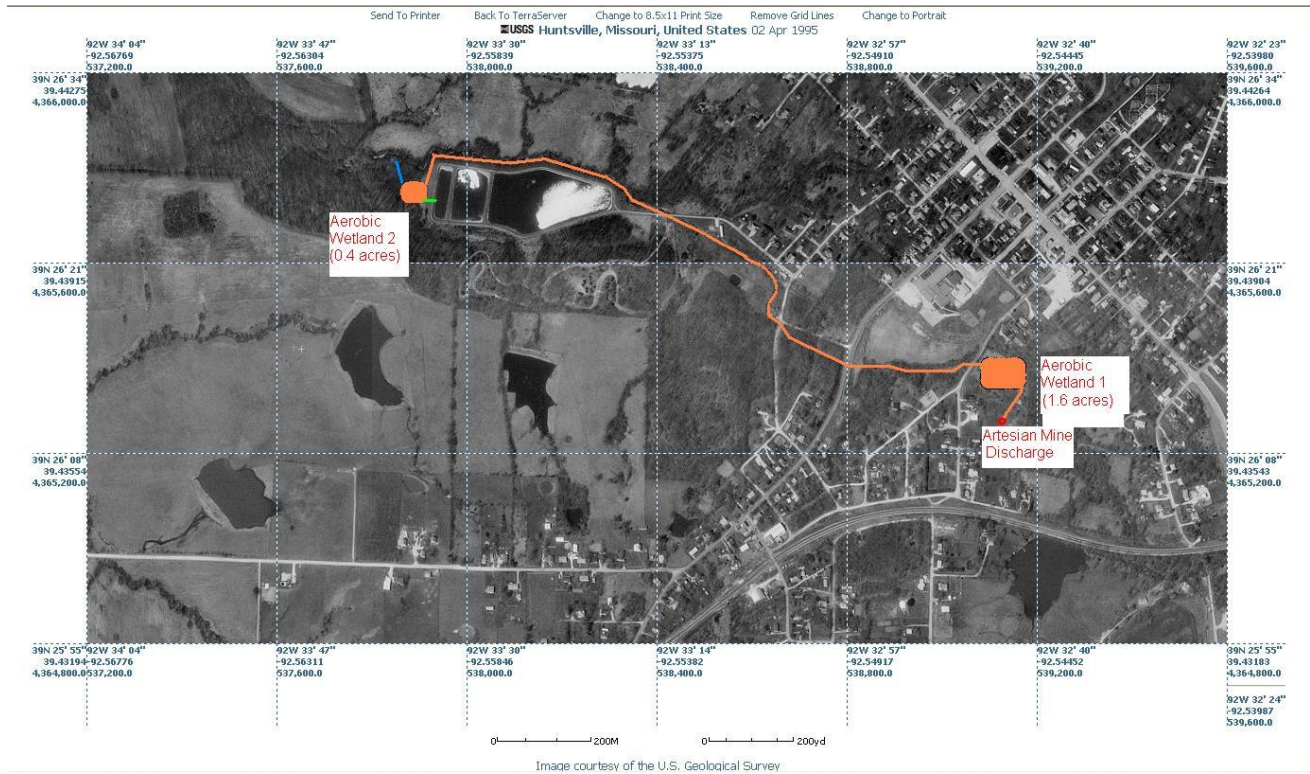 Send To Printer Back To TerraServer Change to 8.5x11 Print Size Remove Grid Lines Change to Portrait
USGS Huntsville, Missouri, United States 02 Apr 1995
92W 34' 04" 92W 33' 47" 92W 33' 30" 92W 33' 13" 92W 32' 57" 92W 32' 40" 92W 32' 23"
-92.56769 -92.56304 -92.55839 -92.55375 -92.54910 -92.54445 -92.53980
537,200.0 537,600.0 538,000.0 538,400.0 538,800.0 539,200.0 539,600.0
39N 26' 34" 39N 26' 34"
39.44275 39.44264
4,366,000.0 4,366,000.0
Aerobic
Wetland 2
(0.4 acres)
39N 26' 21" 39N 26' 21"
39.43915 39.43904
4,365,600.0 4,365,600.0
Aerobic
Wetland 1
(1.6 acres)
Artesian Mine
Discharge
39N 26' 08" 39N 26' 08"
39.43554 39.43543
4,365,200.0 4,365,200.0
39N 25' 55" 39N 25' 55"
39.43194 39.43183
4,364,800.0 4,364,800.0
92W 34' 04" 92W 33' 47" 92W 33' 30" 92W 33' 14" 92W 32' 57" 92W 32' 40"
-92.56776 -92.56311 -92.55846 -92.55382 -92.54917 -92.54452
537,200.0 537,600.0 538,000.0 538,400.0 538,800.0 539,200.0
92W 32' 24"
-92.53987
539,600.0
0 200M 0 200yd
Image courtesy of the U.S. Geological Survey